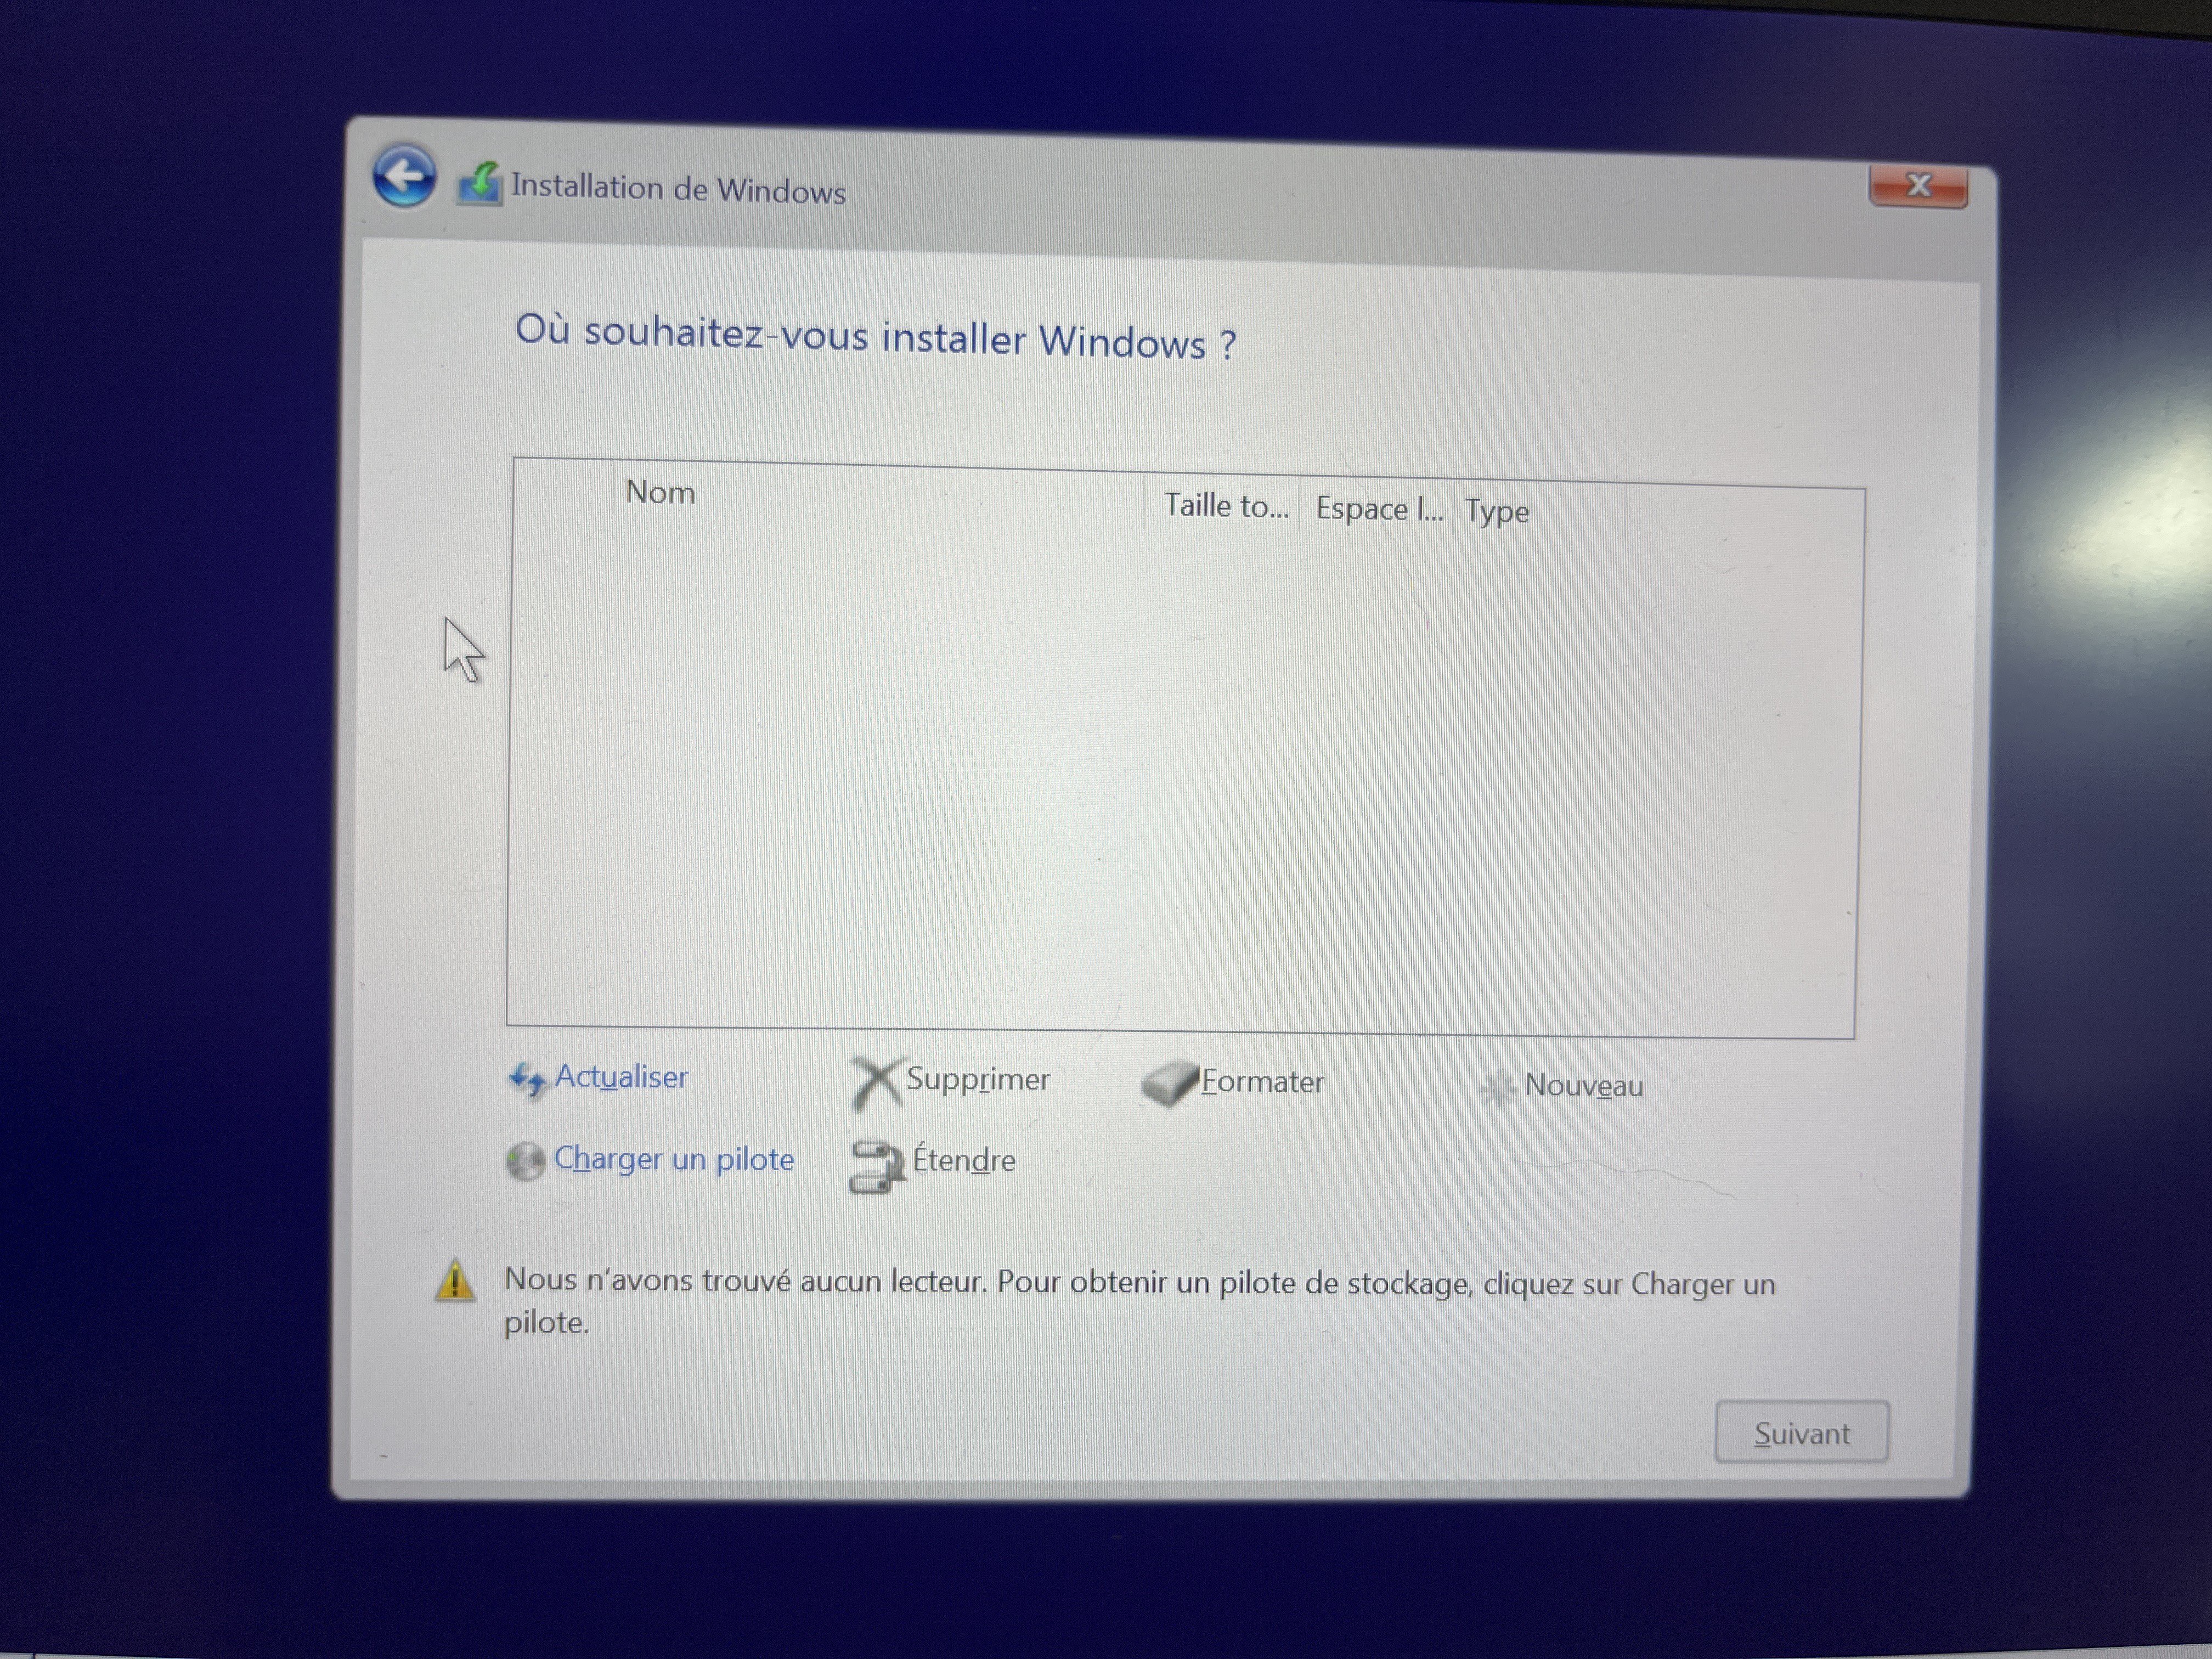 Installation de Windows
x
Où souhaitez-vous installer Windows ?
Nom Taille to... Espace l... Type
Actualiser Supprimer Formater Nouveau
Charger un pilote Étendre
Nous n'avons trouvé aucun lecteur. Pour obtenir un pilote de stockage, cliquez sur Charger un
pilote.
Suivant